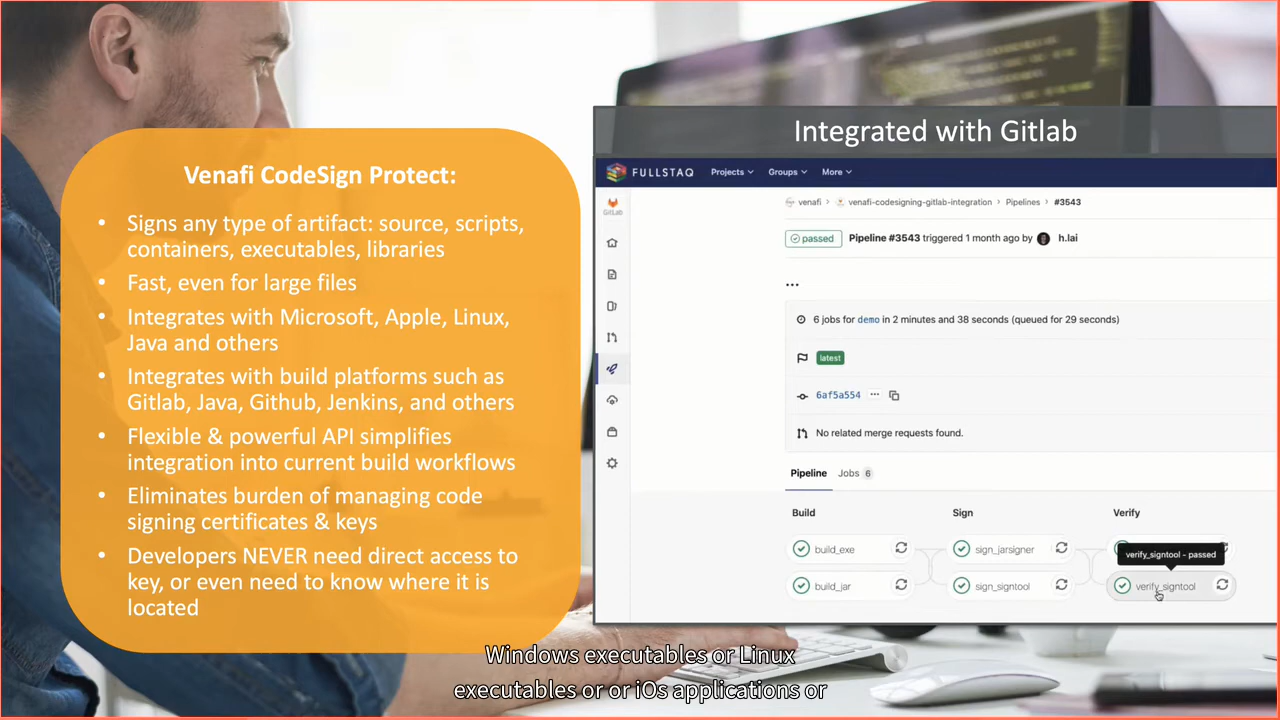 Venafi CodeSign Protect:
• Signs any type of artifact: source, scripts,
containers, executables, libraries
• Fast, even for large files
• Integrates with Microsoft, Apple, Linux,
Java and others
• Integrates with build platforms such as
Gitlab, Java, Github, Jenkins, and others
• Flexible & powerful API simplifies
integration into current build workflows
• Eliminates burden of managing code
signing certificates & keys
• Developers NEVER need direct access to
key, or even need to know where it is
located
Integrated with Gitlab
FULLSTAQ Projects Groups More
GitLab
venafi › venafi-codesigning-gitlab-integration › Pipelines › #3543
passed Pipeline #3543 triggered 1 month ago by h.lai
...
6 jobs for demo in 2 minutes and 38 seconds (queued for 29 seconds)
latest
6af5a554 ...
No related merge requests found.
Pipeline Jobs 6
Build Sign Verify
build_exe sign_jarsigner
verify_signtool - passed
build_jar sign_signtool verify_signtool
Windows executables or Linux
executables or or iOs applications or